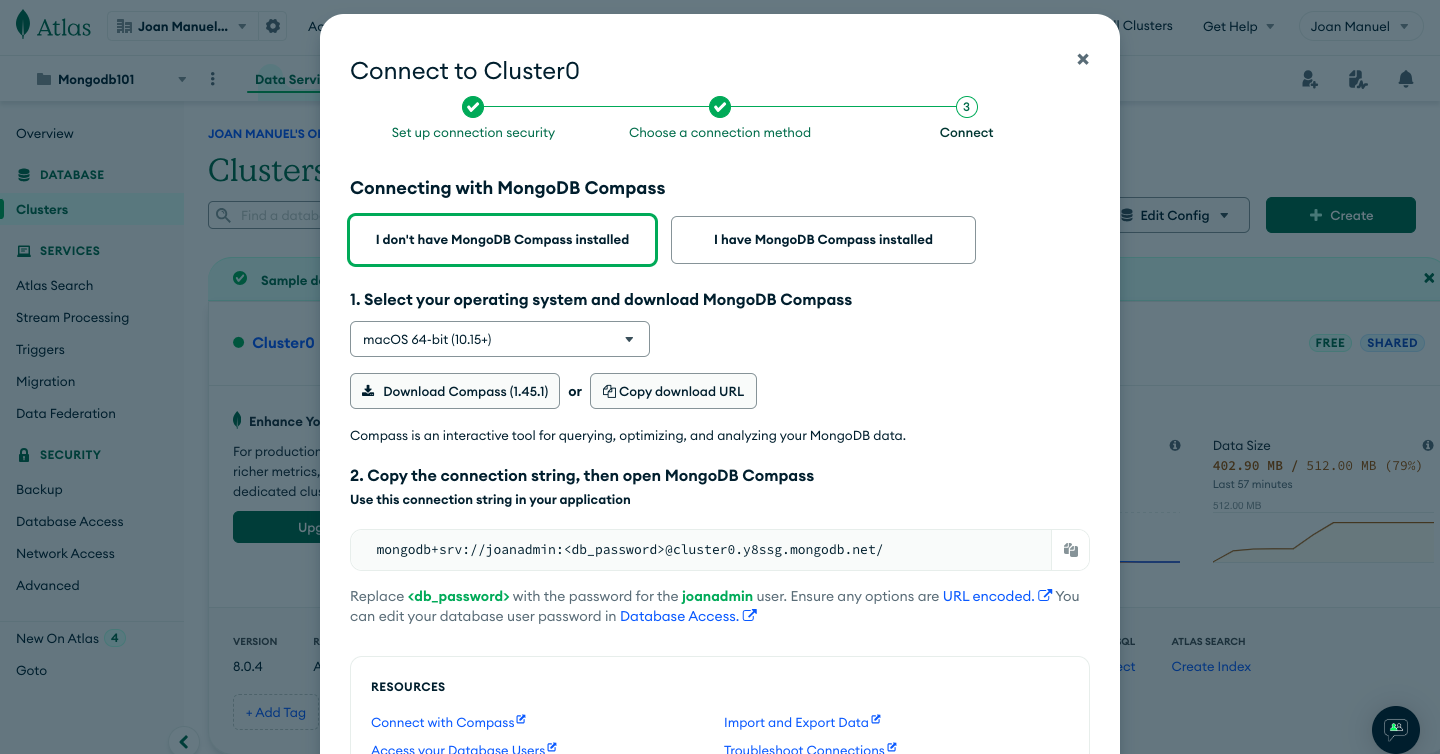 Atlas
Joan Manuel...
Ac
ll Clusters
Get Help
Joan Manuel
Mongodb101
Data Servi
Overview
DATABASE
Clusters
SERVICES
Atlas Search
Stream Processing
Triggers
Migration
Data Federation
SECURITY
Backup
Database Access
Network Access
Advanced
New On Atlas 4
Goto
JOAN MANUEL'S O
Clusters
Find a datab
Edit Config
+ Create
Sample d
Cluster0
FREE SHARED
Enhance Yo
For production
richer metrics,
dedicated clus
Upg
Data Size
402.90 MB / 512.00 MB (79%)
Last 57 minutes
512.00 MB
VERSION
8.0.4
R
A
+ Add Tag
QL
ect
ATLAS SEARCH
Create Index
Connect to Cluster0
Set up connection security
Choose a connection method
3
Connect
Connecting with MongoDB Compass
I don't have MongoDB Compass installed
I have MongoDB Compass installed
1. Select your operating system and download MongoDB Compass
macOS 64-bit (10.15+)
Download Compass (1.45.1) or Copy download URL
Compass is an interactive tool for querying, optimizing, and analyzing your MongoDB data.
2. Copy the connection string, then open MongoDB Compass
Use this connection string in your application
mongodb+srv://joanadmin:<db_password>@cluster0.y8ssg.mongodb.net/
Replace <db_password> with the password for the joanadmin user. Ensure any options are URL encoded. You
can edit your database user password in Database Access.
RESOURCES
Connect with Compass
Import and Export Data
Access your Database Users
Troubleshoot Connections